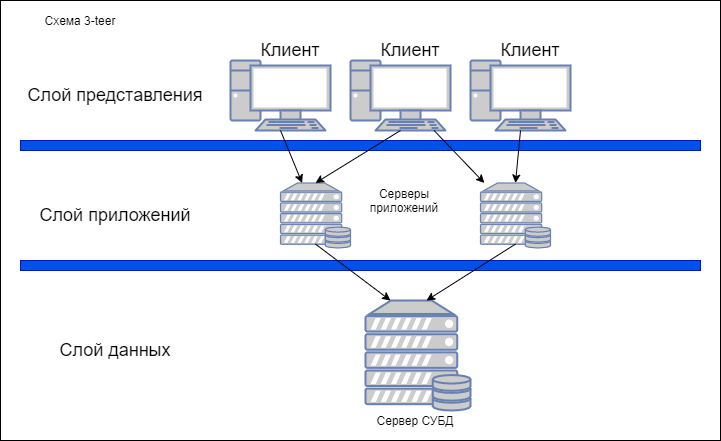 Схема 3-teer
Клиент
Клиент
Клиент
Слой представления
Слой приложений
Серверы
приложений
Слой данных
Сервер СУБД